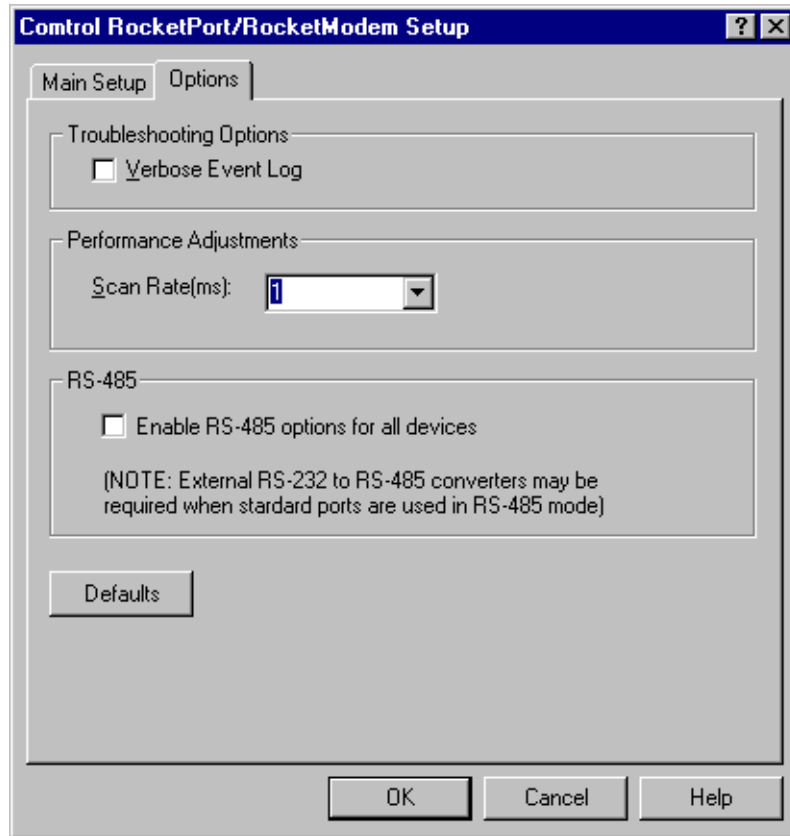 Comtrol RocketPort/RocketModem Setup
Main Setup Options
Troubleshooting Options
Verbose Event Log
Performance Adjustments
Scan Rate(ms): 1
RS-485
Enable RS-485 options for all devices
(NOTE: External RS-232 to RS-485 converters may be
required when stardard ports are used in RS-485 mode)
Defaults
OK Cancel Help